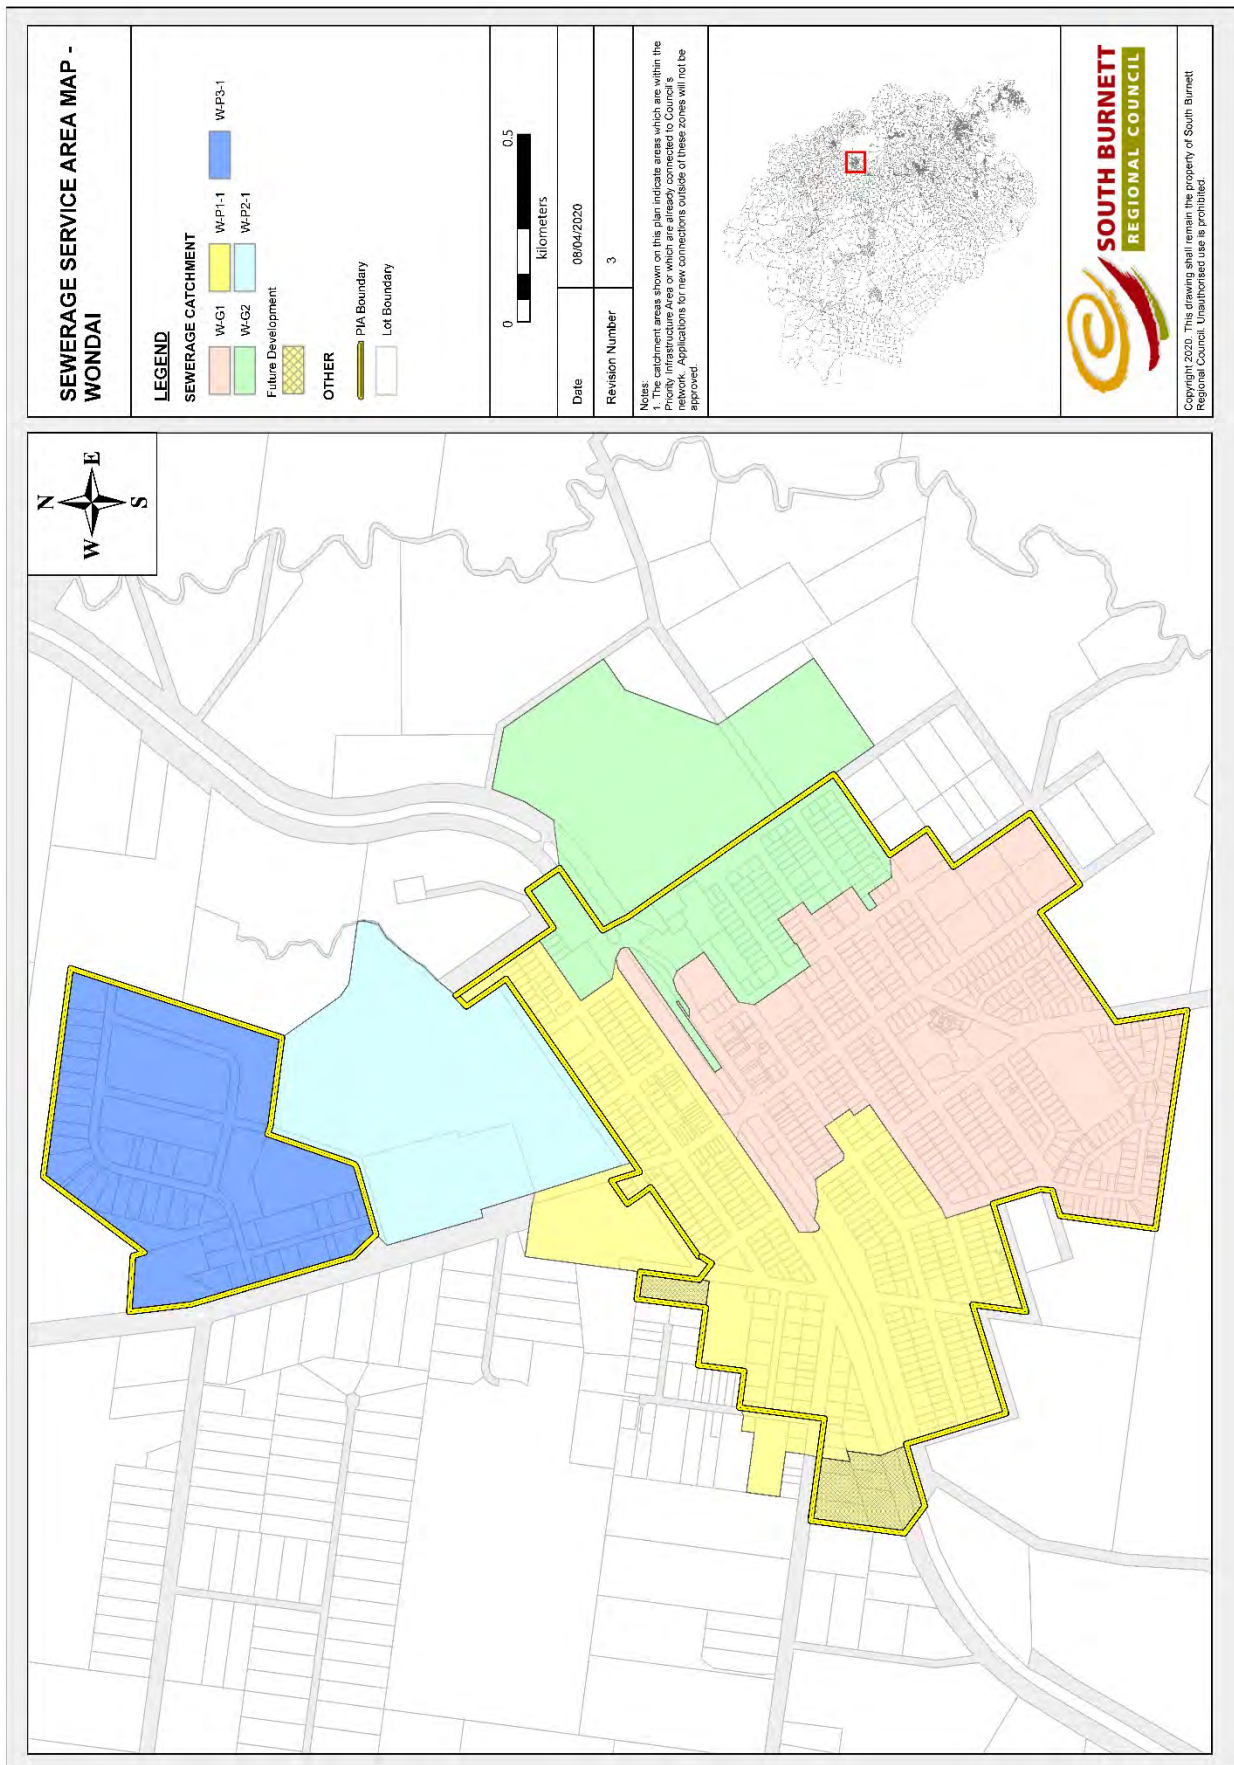 SEWERAGE SERVICE AREA MAP -
WONDAI
LEGEND
SEWERAGE CATCHMENT
W-G1
W-P1-1
W-P3-1
W-G2
W-P2-1
Future Development
OTHER
PIA Boundary
Lot Boundary
0
0.5
kilometers
Date
08/04/2020
Revision Number
3
Notes:
1. The catchment areas shown on this plan indicate areas which are within the
Priority Infrastructure Area or which are already connected to Council's
network. Applications for new connections outside of these zones will not be
approved.
SOUTH BURNETT
REGIONAL COUNCIL
Copyright 2020. This drawing shall remain the property of South Burnett
Regional Council. Unauthorised use is prohibited.
N
W
E
S